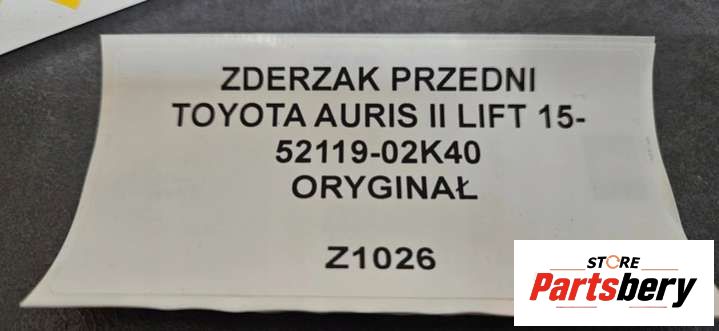 ZDERZAK PRZEDNI
TOYOTA AURIS II LIFT 15-
52119-02K40
ORYGINAŁ
Z1026
STORE
Partsbery